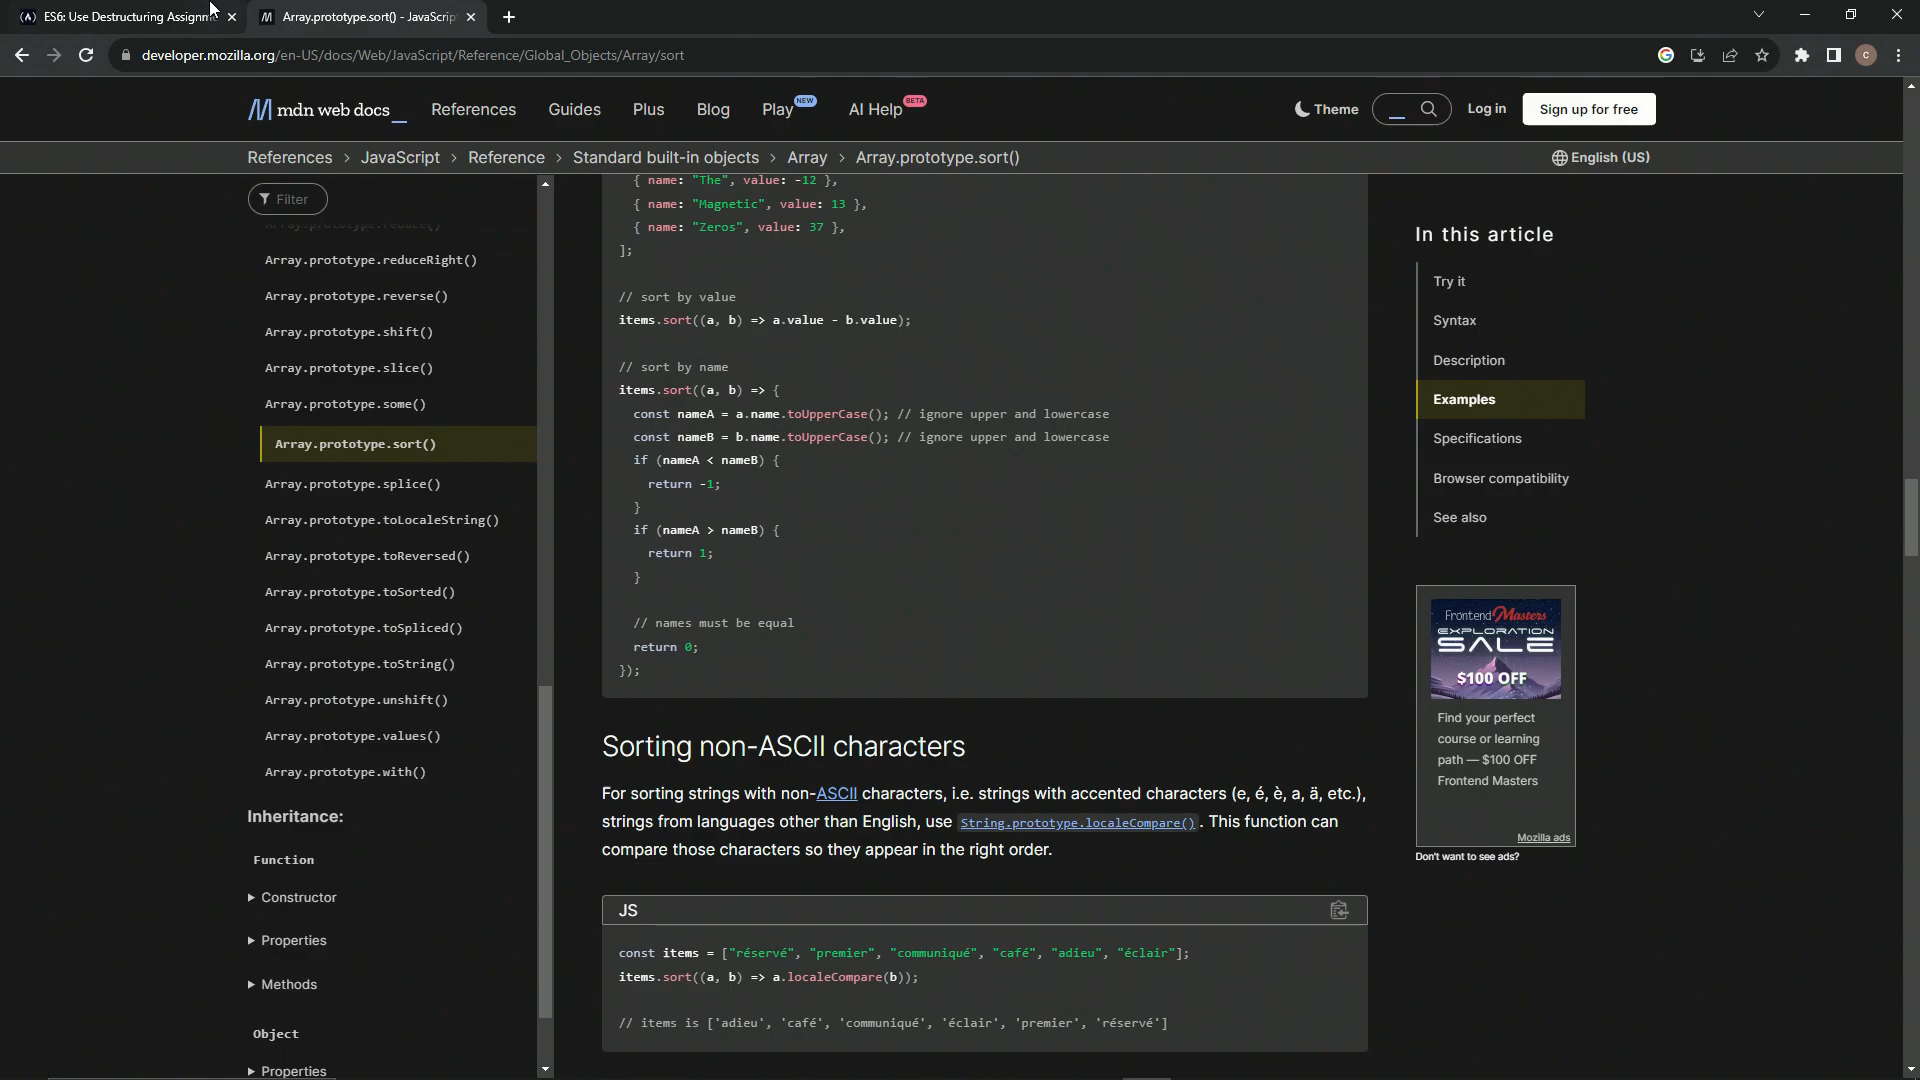 ES6: Use Destructuring Assignm
Array.prototype.sort() - JavaScrip
developer.mozilla.org/en-US/docs/Web/JavaScript/Reference/Global_Objects/Array/sort
C
mdn web docs_
References
Guides
Plus
Blog
Play NEW
AI Help BETA
Theme
Log in
Sign up for free
References > JavaScript > Reference > Standard built-in objects > Array > Array.prototype.sort()
English (US)
Filter
Array.prototype.reduce()
Array.prototype.reduceRight()
Array.prototype.reverse()
Array.prototype.shift()
Array.prototype.slice()
Array.prototype.some()
Array.prototype.sort()
Array.prototype.splice()
Array.prototype.toLocaleString()
Array.prototype.toReversed()
Array.prototype.toSorted()
Array.prototype.toSpliced()
Array.prototype.toString()
Array.prototype.unshift()
Array.prototype.values()
Array.prototype.with()
Inheritance:
Function
Constructor
Properties
Methods
Object
Properties
{ name: "The", value: -12 },
{ name: "Magnetic", value: 13 },
{ name: "Zeros", value: 37 },
];
// sort by value
items.sort((a, b) => a.value - b.value);
// sort by name
items.sort((a, b) => {
const nameA = a.name.toUpperCase(); // ignore upper and lowercase
const nameB = b.name.toUpperCase(); // ignore upper and lowercase
if (nameA < nameB) {
return -1;
}
if (nameA > nameB) {
return 1;
}
// names must be equal
return 0;
});
Sorting non-ASCII characters
For sorting strings with non-ASCII characters, i.e. strings with accented characters (e, é, è, a, ä, etc.),
strings from languages other than English, use String.prototype.localeCompare(). This function can
compare those characters so they appear in the right order.
JS
const items = ["réservé", "premier", "communiqué", "café", "adieu", "éclair"];
items.sort((a, b) => a.localeCompare(b));
// items is ['adieu', 'café', 'communiqué', 'éclair', 'premier', 'réservé']
In this article
Try it
Syntax
Description
Examples
Specifications
Browser compatibility
See also
Frontend Masters
EXPLORATION
SALE
$100 OFF
Find your perfect
course or learning
path — $100 OFF
Frontend Masters
Mozilla ads
Don't want to see ads?